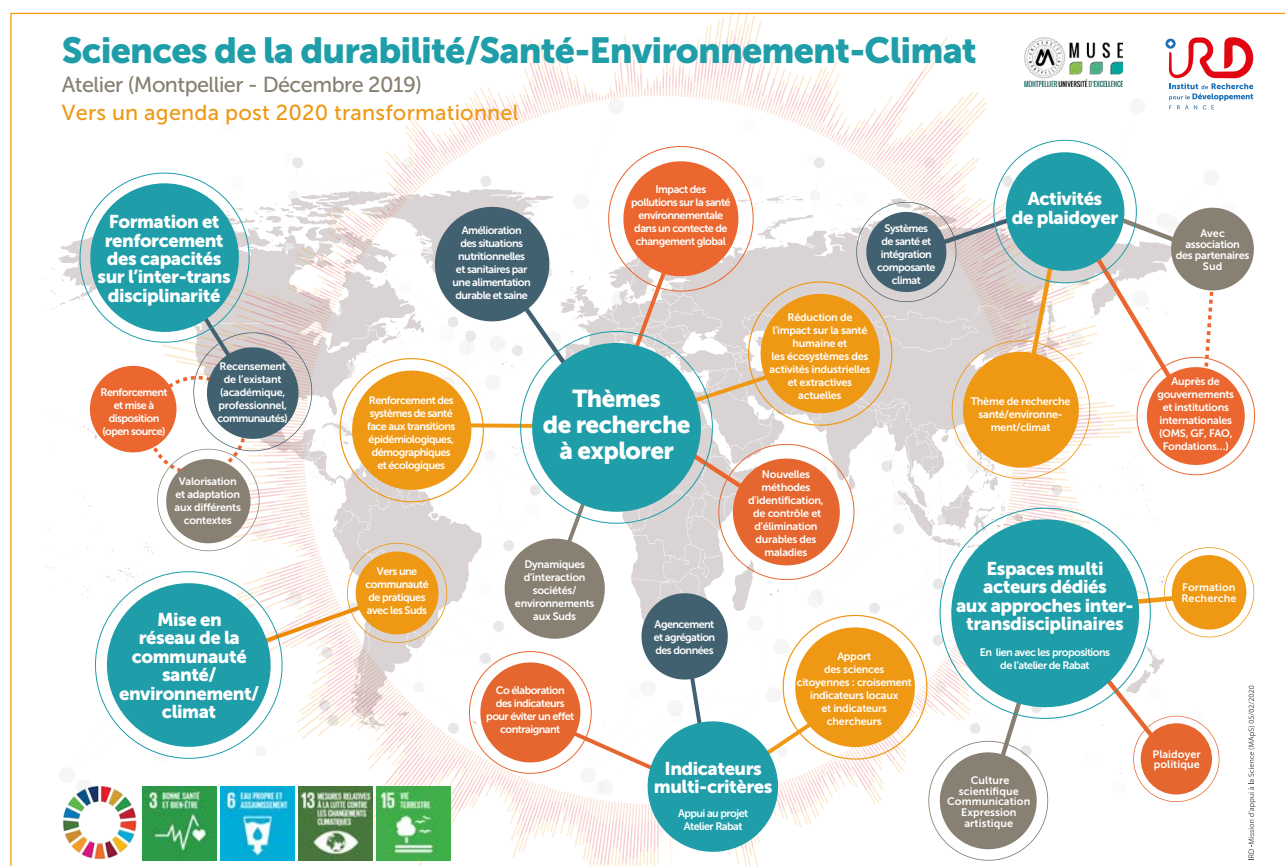 Sciences de la durabilité/Santé-Environnement-Climat
Atelier (Montpellier - Décembre 2019)
Vers un agenda post 2020 transformationnel
MUSE
MONTPELLIER UNIVERSITÉ D'EXCELLENCE
IRD
Institut de Recherche
pour le Développement
FRANCE
Formation et
renforcement
des capacités
sur l'inter-trans
disciplinarité
Recensement
de l'existant
(académique,
professionnel,
communautés)
Renforcement
et mise à
disposition
(open source)
Valorisation
et adaptation
aux différents
contextes
Amélioration
des situations
nutritionnelles
et sanitaires par
une alimentation
durable et saine
Impact des
pollutions sur la santé
environnementale
dans un contecte de
changement global
Réduction de
l'impact sur la santé
humaine et
les écosystèmes des
activités industrielles
et extractives
actuelles
Renforcement des
systèmes de santé
face aux transitions
épidémiologiques,
démographiques
et écologiques
Thèmes
de recherche
à explorer
Nouvelles
méthodes
d'identification,
de contrôle et
d'élimination
durables des
maladies
Dynamiques
d'interaction
sociétés/
environnements
aux Suds
Activités
de plaidoyer
Systèmes
de santé et
intégration
composante
climat
Avec
association
des partenaires
Sud
Thème de recherche
santé/environne-
ment/climat
Auprès de
gouvernements
et institutions
internationales
(OMS, GF, FAO,
Fondations...)
Mise en
réseau de la
communauté
santé/
environnement/
climat
Vers une
communauté
de pratiques
avec les Suds
Agencement
et agrégation
des données
Co élaboration
des indicateurs
pour éviter un effet
contraignant
Apport
des sciences
citoyennes : croisement
indicateurs locaux
et indicateurs
chercheurs
Indicateurs
multi-critères
Appui au projet
Atelier Rabat
Espaces multi
acteurs dédiés
aux approches inter-
transdisciplinaires
En lien avec les propositions
de l'atelier de Rabat
Formation
Recherche
Plaidoyer
politique
Culture
scientifique
Communication
Expression
artistique
3 BONNE SANTÉ
ET BIEN-ÊTRE
6 EAU PROPRE ET
ASSAINISSEMENT
13 MESURES RELATIVES
À LA LUTTE CONTRE
LES CHANGEMENTS
CLIMATIQUES
15 VIE
TERRESTRE
IRD - Mission d'appui à la Science (MApS) 05/02/2020